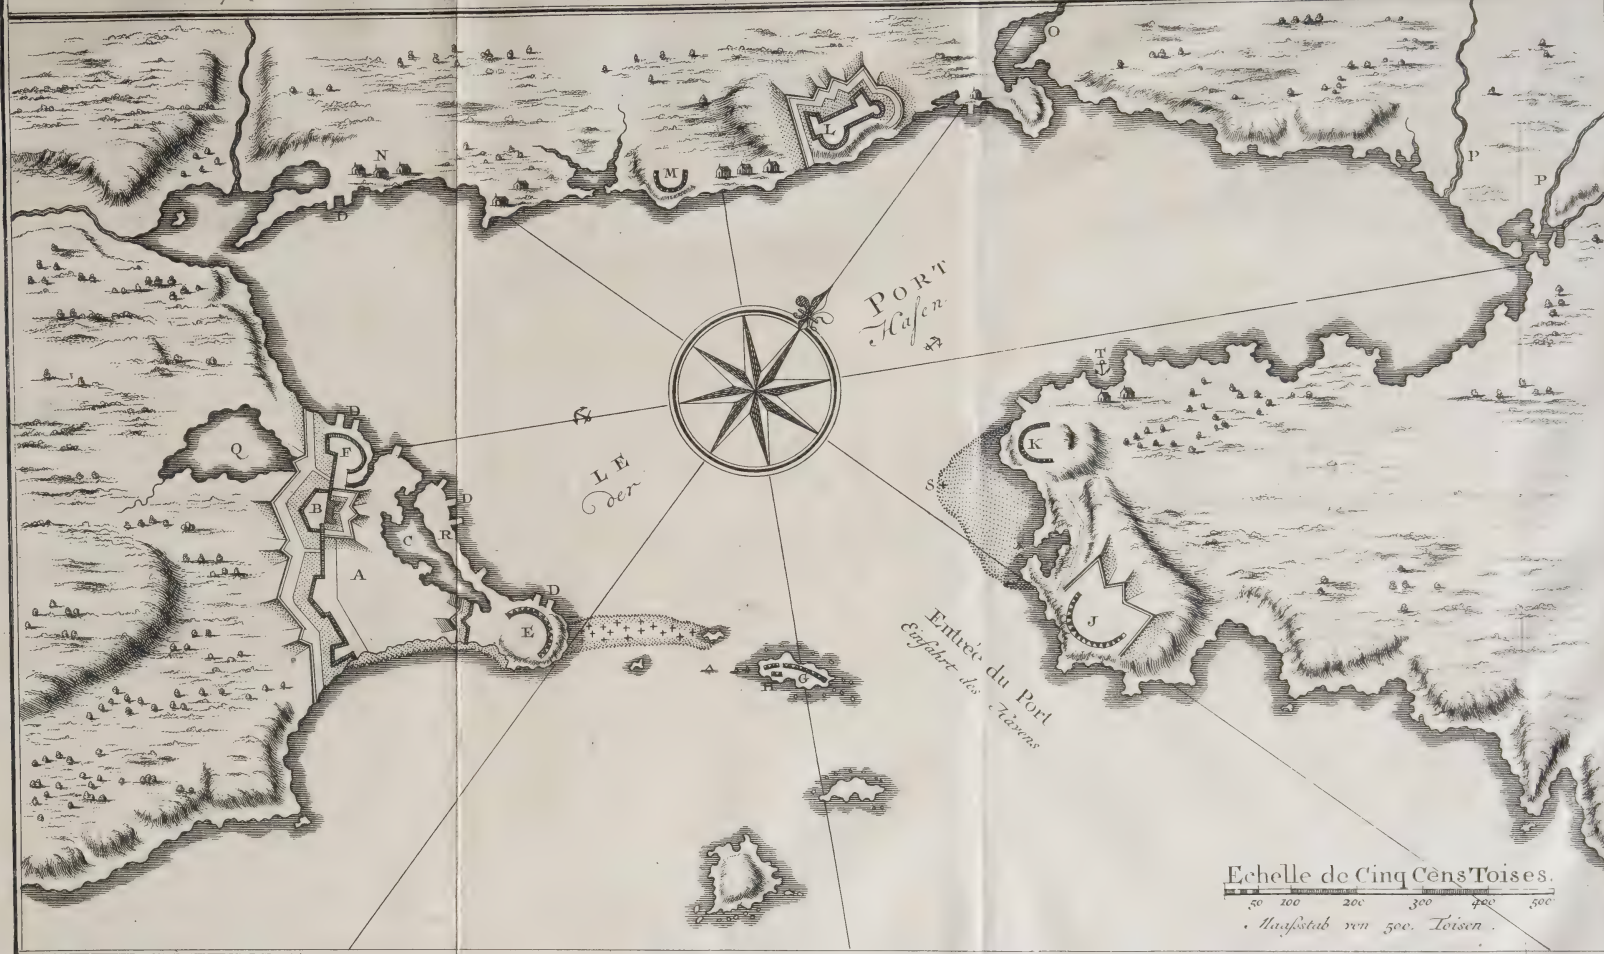 O
L
N
M
D
P
P
PORT
Hafen
T
Q
D
F
K
LE
der
S
B
D
C
R
A
D
E
J
Entrée du Port
Einfahrt des Havens
G
H
Echelle de Cinq Cens Toises.
50 100 200 300 400 500
Maaſsstab von 500. Toisen.